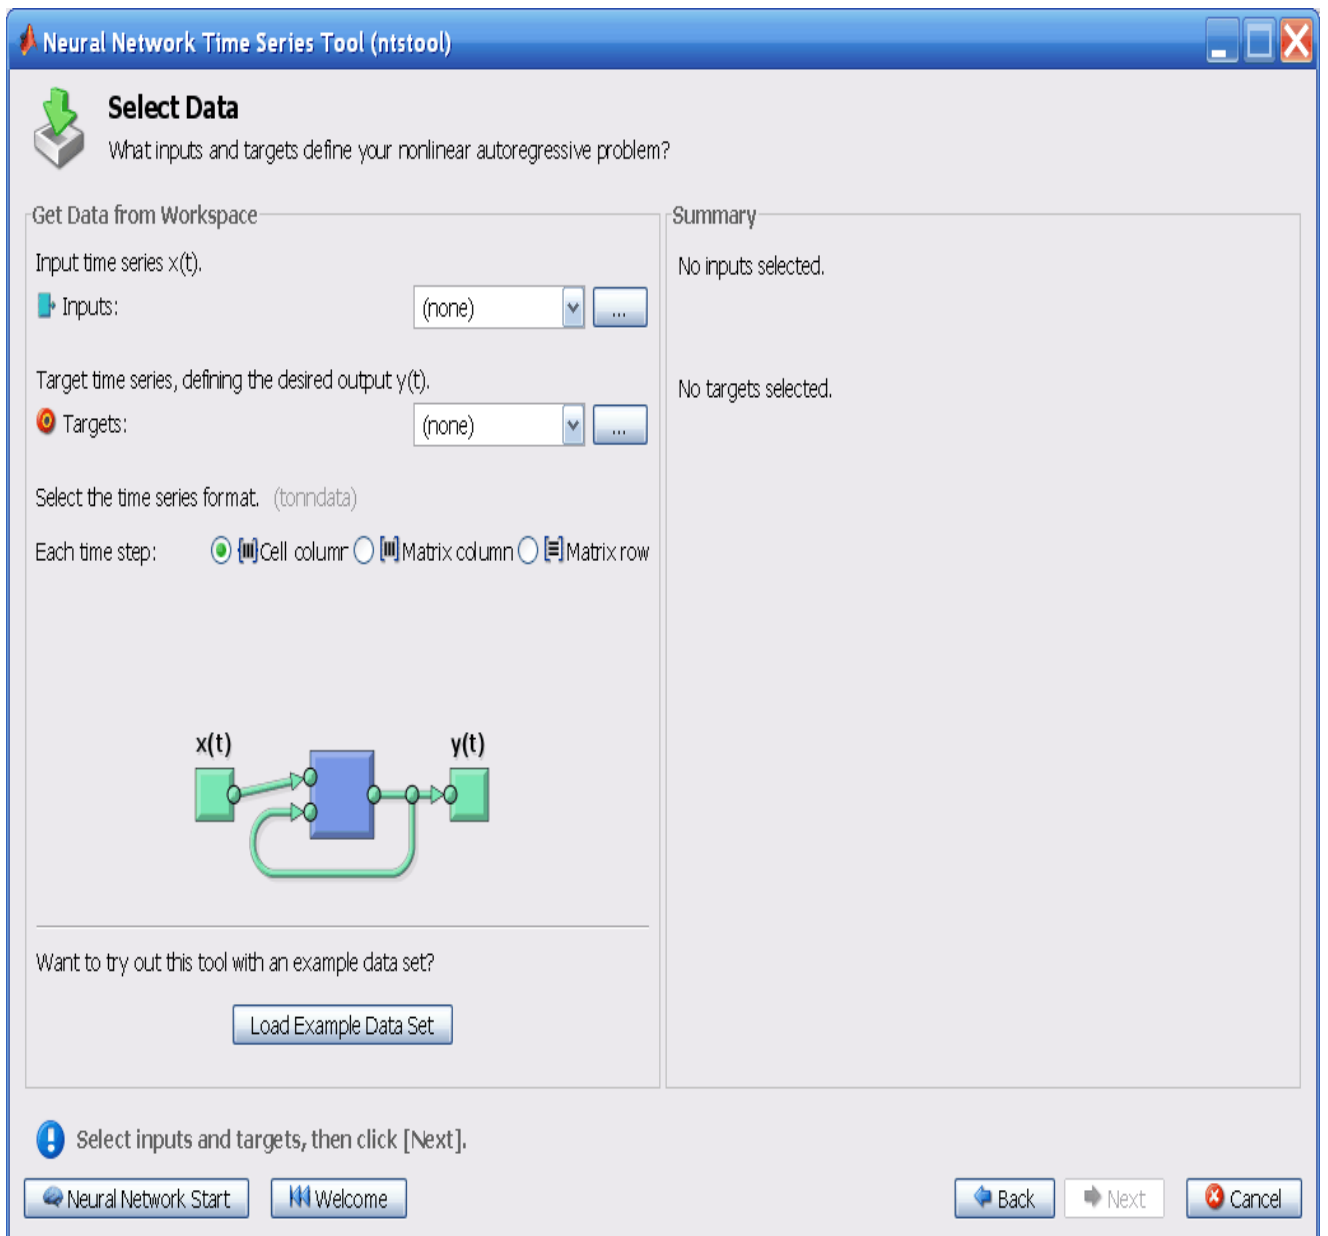 Neural Network Time Series Tool (ntstool)
Select Data
What inputs and targets define your nonlinear autoregressive problem?
Get Data from Workspace
Input time series x(t).
Inputs: (none) ...
Target time series, defining the desired output y(t).
Targets: (none) ...
Select the time series format. (tonndata)
Each time step: Cell column Matrix column Matrix row
x(t) y(t)
Want to try out this tool with an example data set?
Load Example Data Set
Summary
No inputs selected.
No targets selected.
Select inputs and targets, then click [Next].
Neural Network Start Welcome Back Next Cancel